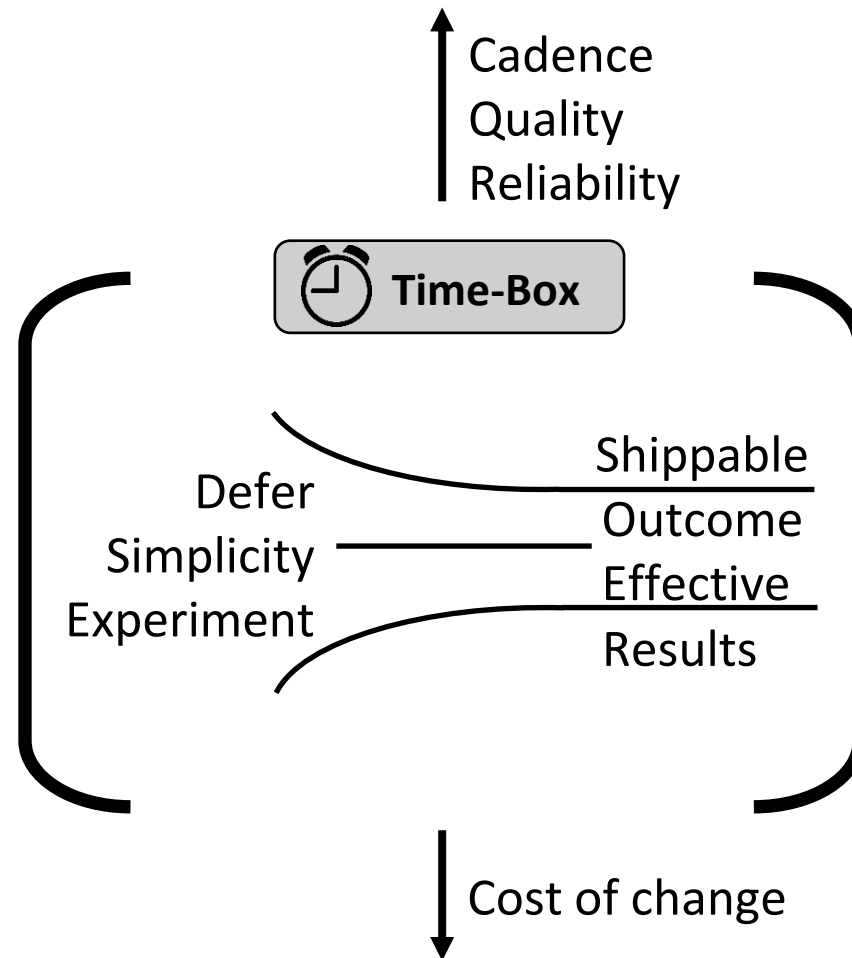 Cadence
Quality
Reliability
Time-Box
Defer
Simplicity
Experiment
Shippable
Outcome
Effective
Results
Cost of change